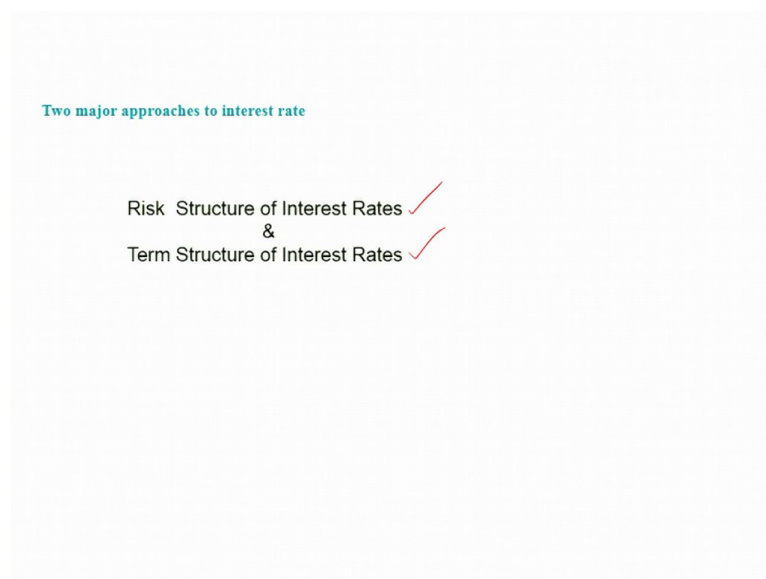 Two major approaches to interest rate
Risk Structure of Interest Rates
&
Term Structure of Interest Rates